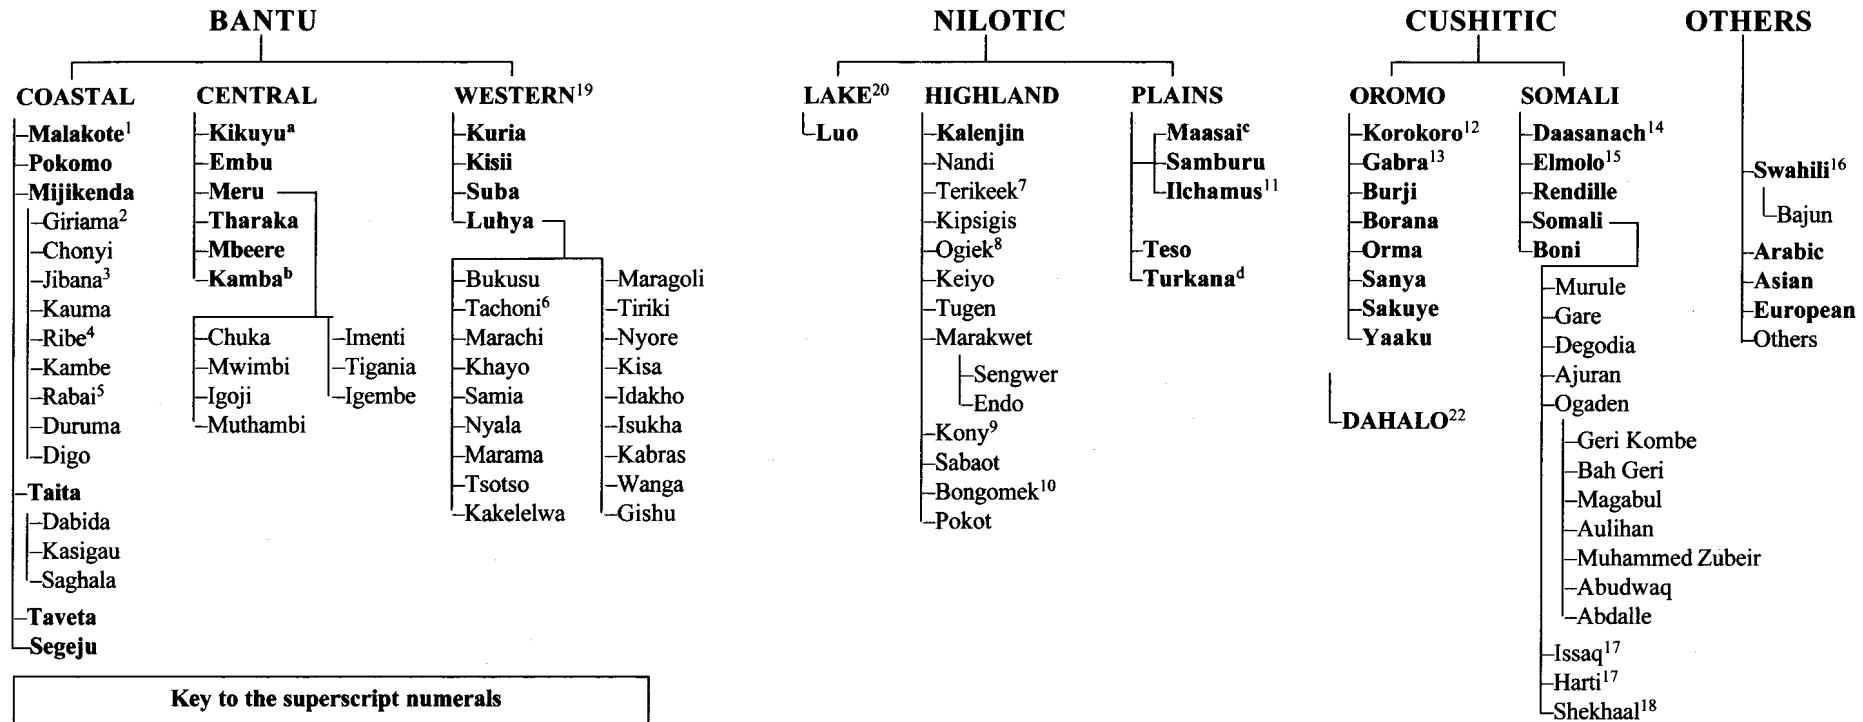 BANTU
COASTAL
Malakote¹
Pokomo
Mijikenda
Giriama²
Chonyi
Jibana³
Kauma
Ribe⁴
Kambe
Rabai⁵
Duruma
Digo
Taita
Dabida
Kasigau
Saghala
Taveta
Segeju
CENTRAL
Kikuyuᵃ
Embu
Meru
Tharaka
Mbeere
Kambaᵇ
Chuka
Mwimbi
Igoji
Muthambi
Imenti
Tigania
Igembe
WESTERN¹⁹
Kuria
Kisii
Suba
Luhya
Bukusu
Tachoni⁶
Marachi
Khayo
Samia
Nyala
Marama
Tsotso
Kakelelwa
Maragoli
Tiriki
Nyore
Kisa
Idakho
Isukha
Kabras
Wanga
Gishu
NILOTIC
LAKE²⁰
Luo
HIGHLAND
Kalenjin
Nandi
Terikeek⁷
Kipsigis
Ogiek⁸
Keiyo
Tugen
Marakwet
Sengwer
Endo
Kony⁹
Sabaot
Bongomek¹⁰
Pokot
PLAINS
Maasaiᶜ
Samburu
Ilchamus¹¹
Teso
Turkanaᵈ
CUSHITIC
OROMO
Korokoro¹²
Gabra¹³
Burji
Borana
Orma
Sanya
Sakuye
Yaaku
DAHALO²²
SOMALI
Daasanach¹⁴
Elmolo¹⁵
Rendille
Somali
Boni
Murule
Gare
Degodia
Ajuran
Ogaden
Geri Kombe
Bah Geri
Magabul
Aulihan
Muhammed Zubeir
Abudwaq
Abdalle
Issaq¹⁷
Harti¹⁷
Shekhaal¹⁸
OTHERS
Swahili¹⁶
Bajun
Arabic
Asian
European
Others
Key to the superscript numerals